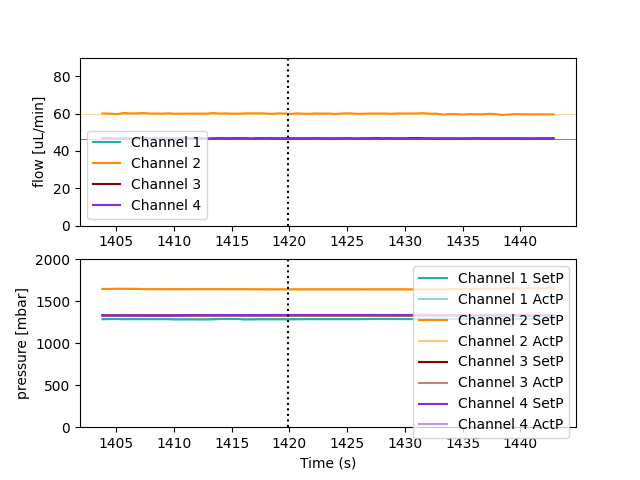 80
60
40
20
0
flow [uL/min]
Channel 1
Channel 2
Channel 3
Channel 4
1405 1410 1415 1420 1425 1430 1435 1440
2000
1500
1000
500
0
pressure [mbar]
Channel 1 SetP
Channel 1 ActP
Channel 2 SetP
Channel 2 ActP
Channel 3 SetP
Channel 3 ActP
Channel 4 SetP
Channel 4 ActP
1405 1410 1415 1420 1425 1430 1435 1440
Time (s)